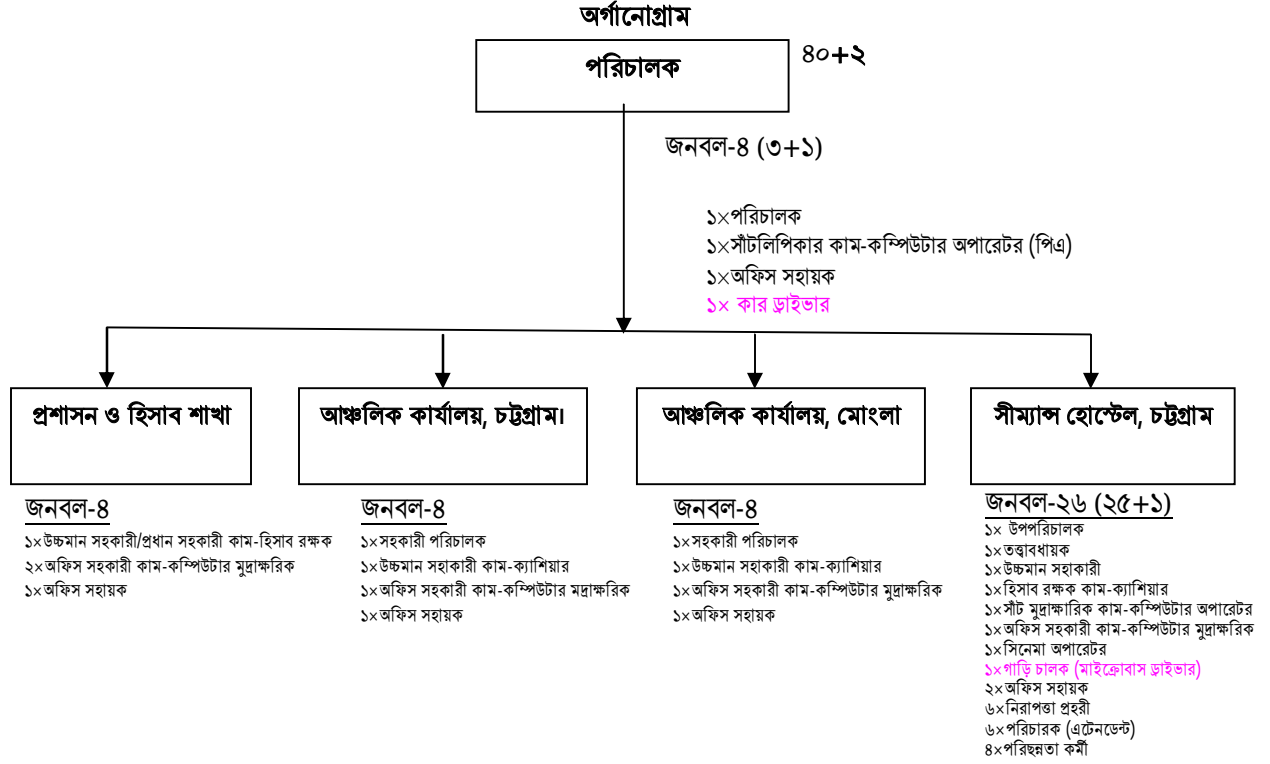 অর্গানোগ্রাম
পরিচালক
৪০+২
জনবল-৪ (৩+১)
১×পরিচালক
১×সাঁটলিপিকার কাম-কম্পিউটার অপারেটর (পিএ)
১×অফিস সহায়ক
১× কার ড্রাইভার
প্রশাসন ও হিসাব শাখা
জনবল-৪
১×উচ্চমান সহকারী/প্রধান সহকারী কাম-হিসাব রক্ষক
২×অফিস সহকারী কাম-কম্পিউটার মুদ্রাক্ষরিক
১×অফিস সহায়ক
আঞ্চলিক কার্যালয়, চট্টগ্রাম।
জনবল-৪
১×সহকারী পরিচালক
১×উচ্চমান সহাকারী কাম-ক্যাশিয়ার
১×অফিস সহকারী কাম-কম্পিউটার মদ্রাক্ষরিক
১×অফিস সহায়ক
আঞ্চলিক কার্যালয়, মোংলা
জনবল-৪
১×সহকারী পরিচালক
১×উচ্চমান সহাকারী কাম-ক্যাশিয়ার
১×অফিস সহকারী কাম-কম্পিউটার মুদ্রাক্ষরিক
১×অফিস সহায়ক
সীম্যান্স হোস্টেল, চট্টগ্রাম
জনবল-২৬ (২৫+১)
১× উপপরিচালক
১×তত্ত্বাবধায়ক
১×উচ্চমান সহাকারী
১×হিসাব রক্ষক কাম-ক্যাশিয়ার
১×সাঁট মুদ্রাক্ষারিক কাম-কম্পিউটার অপারেটর
১×অফিস সহকারী কাম-কম্পিউটার মুদ্রাক্ষরিক
১×সিনেমা অপারেটর
১×গাড়ি চালক (মাইক্রোবাস ড্রাইভার)
২×অফিস সহায়ক
৬×নিরাপত্তা প্রহরী
৬×পরিচারক (এটেনডেন্ট)
৪×পরিছন্নতা কর্মী